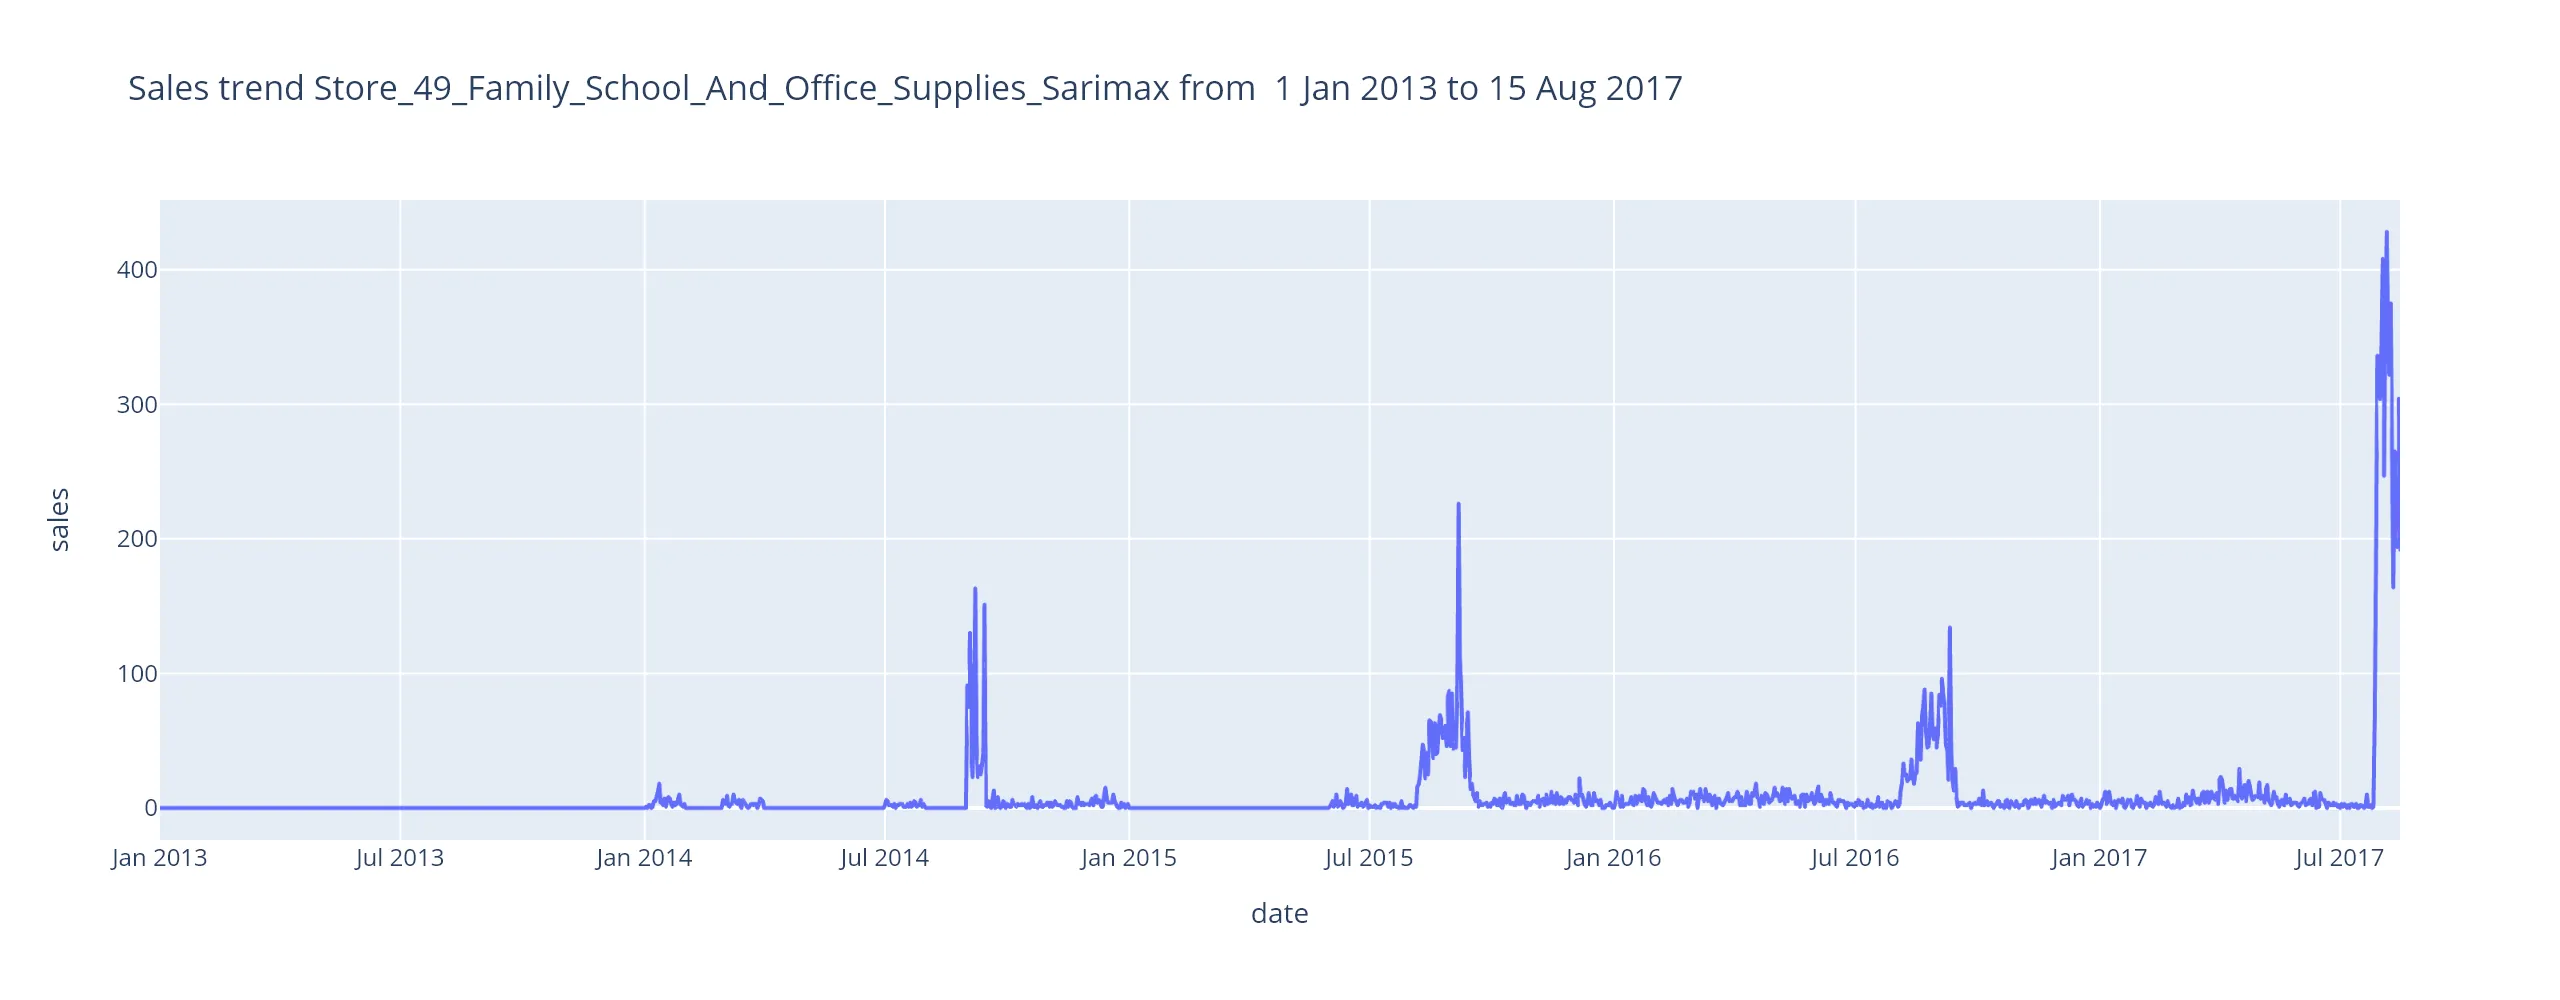 Sales trend Store_49_Family_School_And_Office_Supplies_Sarimax from  1 Jan 2013 to 15 Aug 2017
400
300
200
100
0
sales
Jan 2013 Jul 2013 Jan 2014 Jul 2014 Jan 2015 Jul 2015 Jan 2016 Jul 2016 Jan 2017 Jul 2017
date